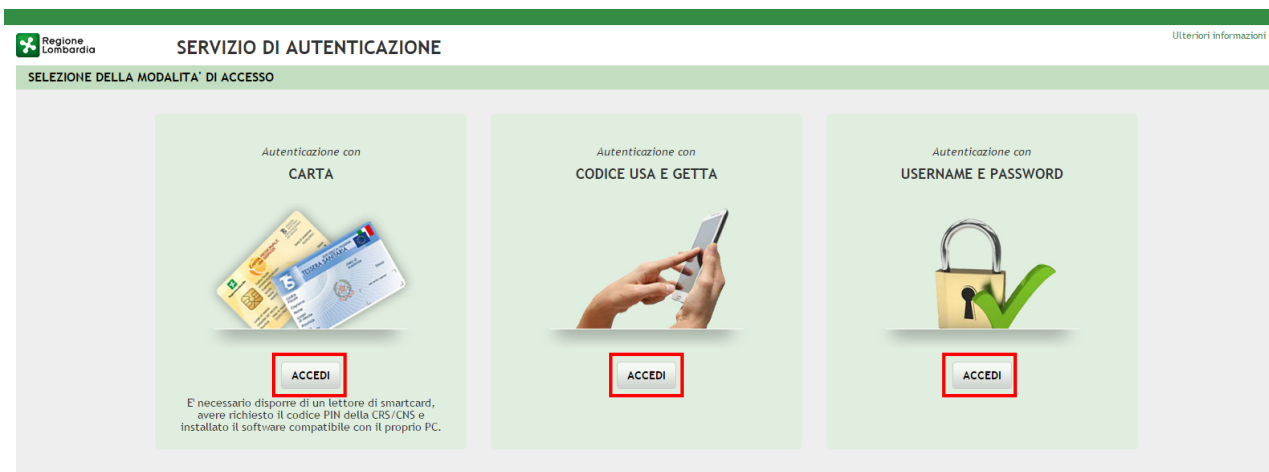 Regione
Lombardia
SERVIZIO DI AUTENTICAZIONE
Ulteriori informazioni
SELEZIONE DELLA MODALITA' DI ACCESSO
Autenticazione con
CARTA
TESSERA SANITARIA
ACCEDI
E' necessario disporre di un lettore di smartcard,
avere richiesto il codice PIN della CRS/CNS e
installato il software compatibile con il proprio PC.
Autenticazione con
CODICE USA E GETTA
ACCEDI
Autenticazione con
USERNAME E PASSWORD
ACCEDI